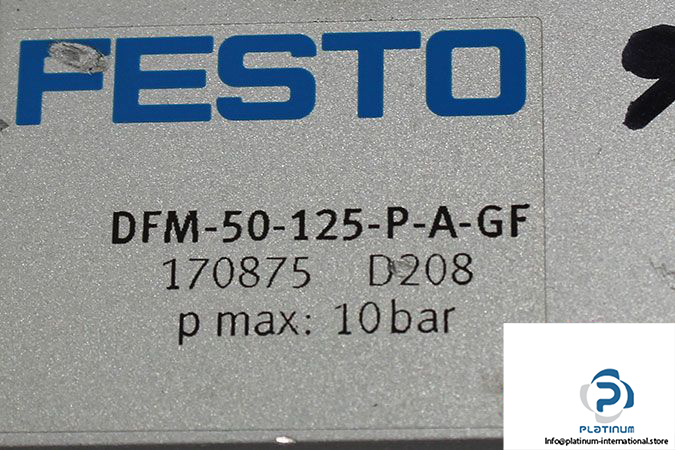 FESTO
DFM-50-125-P-A-GF
170875 D208
p max: 10bar
PLATINUM
Info@platinum-international.store